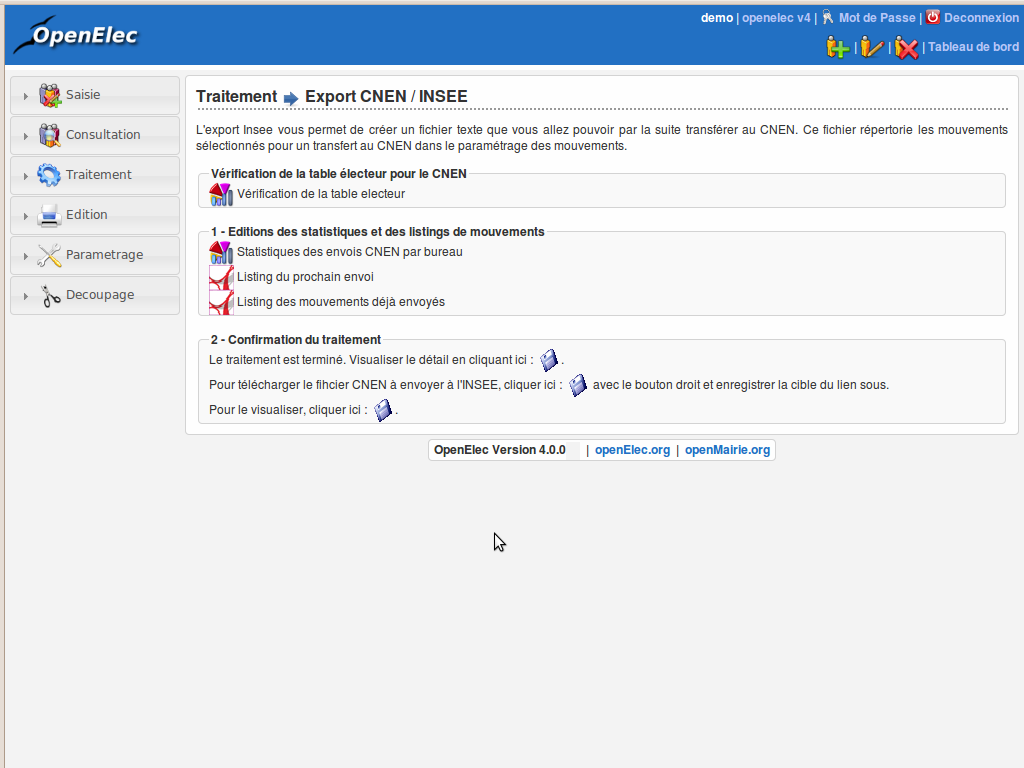 OpenElec
demo | openelec v4 | Mot de Passe | Deconnexion
| | | Tableau de bord
Saisie
Consultation
Traitement
Edition
Parametrage
Decoupage
Traitement Export CNEN / INSEE
L'export Insee vous permet de créer un fichier texte que vous allez pouvoir par la suite transférer au CNEN. Ce fichier répertorie les mouvements
sélectionnés pour un transfert au CNEN dans le paramétrage des mouvements.
Vérification de la table électeur pour le CNEN
Vérification de la table electeur
1 - Editions des statistiques et des listings de mouvements
Statistiques des envois CNEN par bureau
Listing du prochain envoi
Listing des mouvements déjà envoyés
2 - Confirmation du traitement
Le traitement est terminé. Visualiser le détail en cliquant ici : .
Pour télécharger le fihcier CNEN à envoyer à l'INSEE, cliquer ici : avec le bouton droit et enregistrer la cible du lien sous.
Pour le visualiser, cliquer ici : .
OpenElec Version 4.0.0 | openElec.org | openMairie.org